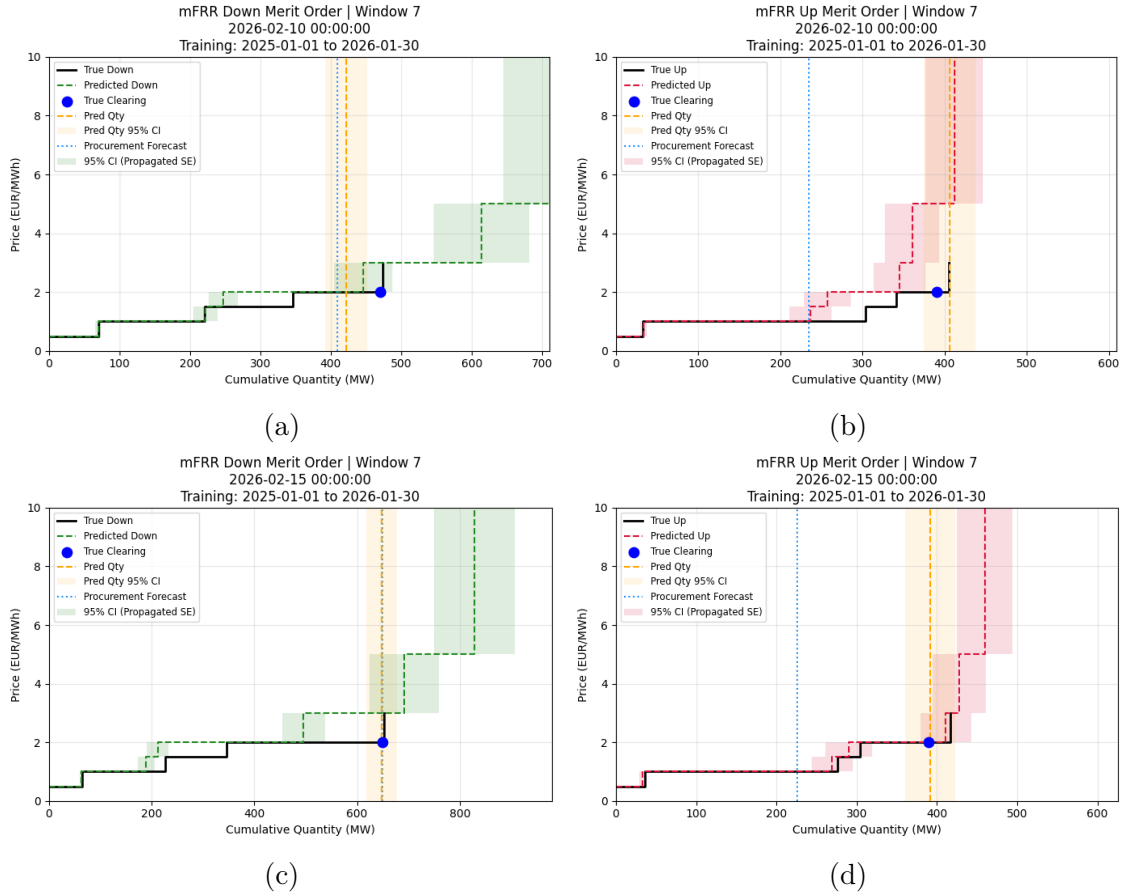 mFRR Down Merit Order | Window 7
2026-02-10 00:00:00
Training: 2025-01-01 to 2026-01-30
True Down
Predicted Down
True Clearing
Pred Qty
Pred Qty 95% CI
Procurement Forecast
95% CI (Propagated SE)
Price (EUR/MWh)
10
8
6
4
2
0
0 100 200 300 400 500 600 700
Cumulative Quantity (MW)
(a)
mFRR Up Merit Order | Window 7
2026-02-10 00:00:00
Training: 2025-01-01 to 2026-01-30
True Up
Predicted Up
True Clearing
Pred Qty
Pred Qty 95% CI
Procurement Forecast
95% CI (Propagated SE)
Price (EUR/MWh)
10
8
6
4
2
0
0 100 200 300 400 500 600
Cumulative Quantity (MW)
(b)
mFRR Down Merit Order | Window 7
2026-02-15 00:00:00
Training: 2025-01-01 to 2026-01-30
True Down
Predicted Down
True Clearing
Pred Qty
Pred Qty 95% CI
Procurement Forecast
95% CI (Propagated SE)
Price (EUR/MWh)
10
8
6
4
2
0
0 200 400 600 800
Cumulative Quantity (MW)
(c)
mFRR Up Merit Order | Window 7
2026-02-15 00:00:00
Training: 2025-01-01 to 2026-01-30
True Up
Predicted Up
True Clearing
Pred Qty
Pred Qty 95% CI
Procurement Forecast
95% CI (Propagated SE)
Price (EUR/MWh)
10
8
6
4
2
0
0 100 200 300 400 500 600
Cumulative Quantity (MW)
(d)